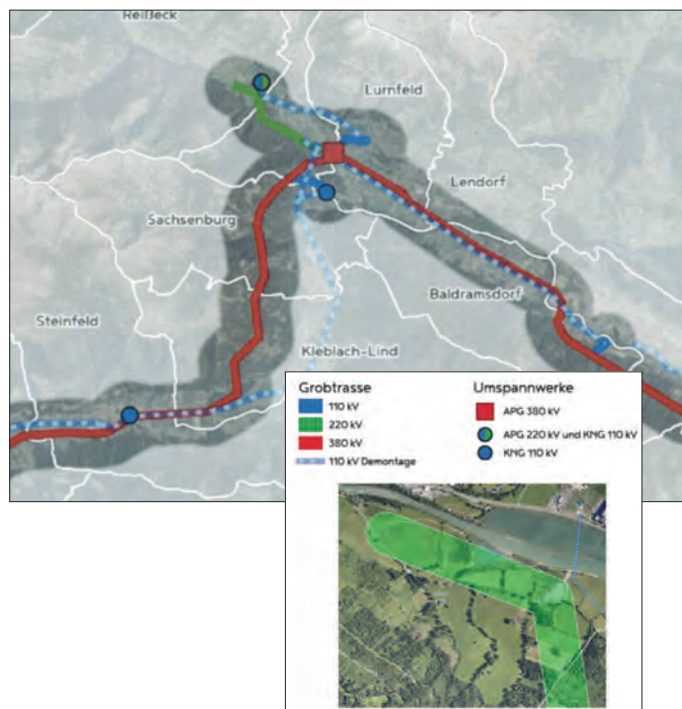 Reißeck
Lurnfeld
Lendorf
Sachsenburg
Baldramsdorf
Steinfeld
Kleblach-Lind
Grobtrasse
110 kV
220 kV
380 kV
110 kV Demontage
Umspannwerke
APG 380 kV
APG 220 kV und KNG 110 kV
KNG 110 kV